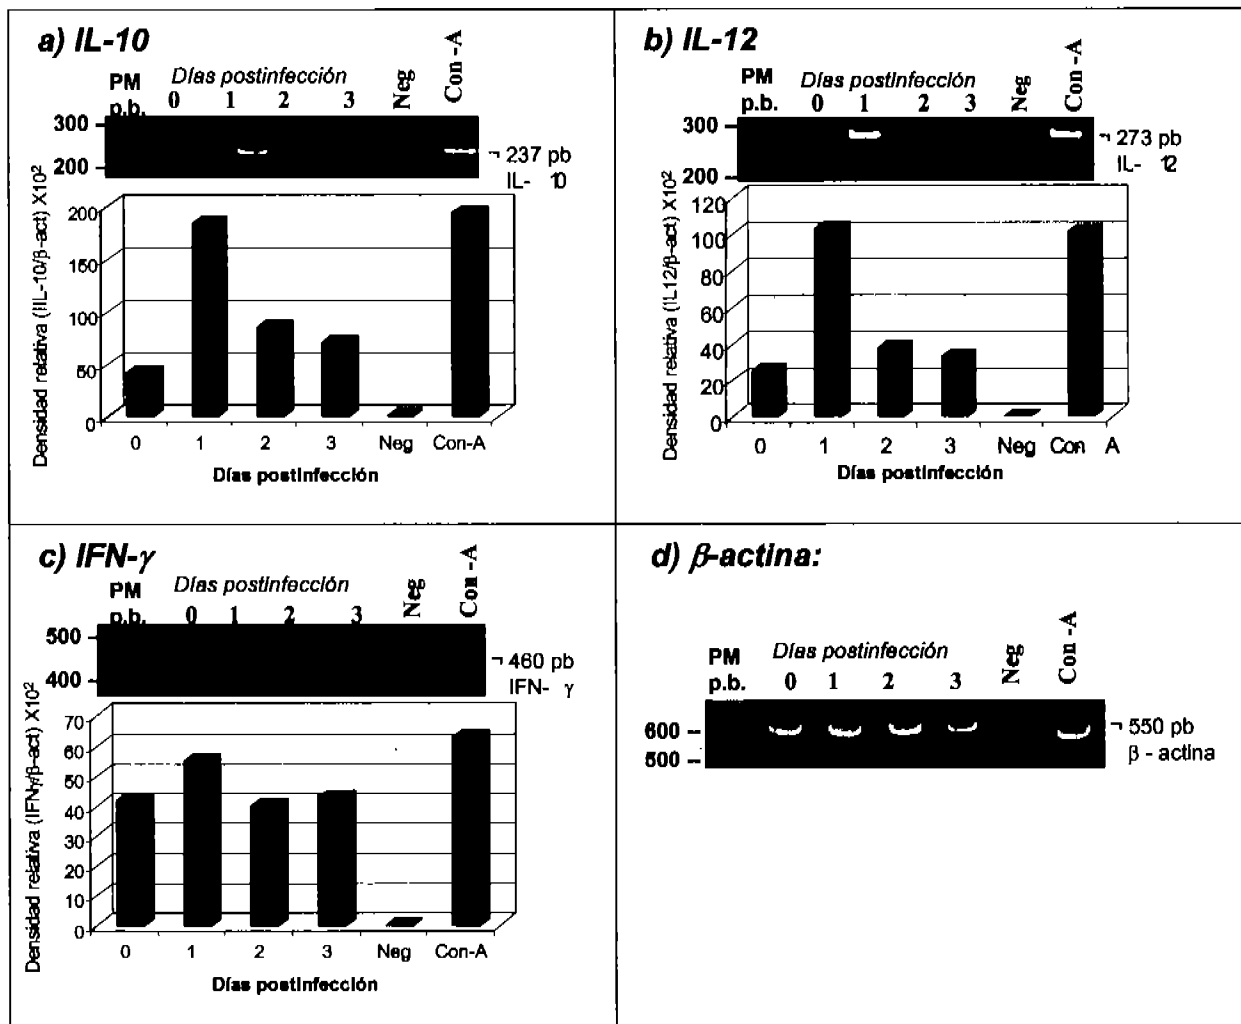 a) IL-10
PM
p.b.
Días postinfección
0 1 2 3 Neg Con -A
300
200
¬ 237 pb
IL- 10
Densidad relativa (IIL-10/β-act) X10²
200
150
100
50
0
0 1 2 3 Neg Con-A
Días postinfección
b) IL-12
PM
p.b.
Días postinfección
0 1 2 3 Neg Con -A
300
200
¬ 273 pb
IL- 12
Densidad relativa (IL12/β-act) X10²
120
100
80
60
40
20
0
0 1 2 3 Neg Con A
Días postinfección
c) IFN-γ
PM
p.b.
Días postinfección
0 1 2 3 Neg Con -A
500
400
¬ 460 pb
IFN- γ
Densidad relativa (IFNγ/β-act) X10²
70
60
50
40
30
20
10
0
0 1 2 3 Neg Con-A
Días postinfección
d) β-actina:
PM
p.b.
Días postinfección
0 1 2 3 Neg Con -A
600
500
¬ 550 pb
β - actina